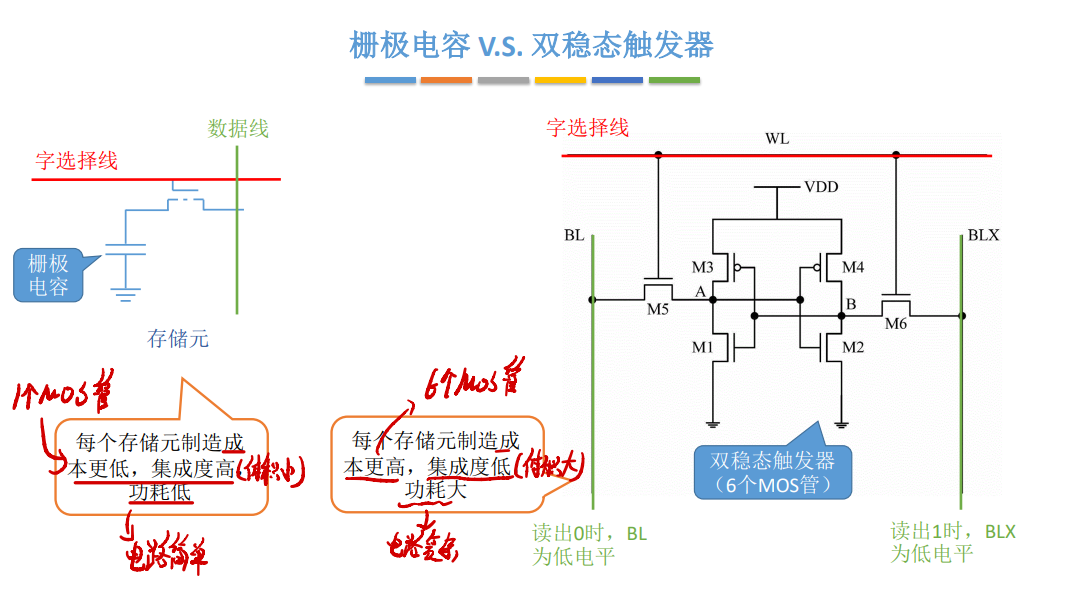 栅极电容 V.S. 双稳态触发器
数据线
字选择线
栅极
电容
存储元
1个MOS管
每个存储元制造成
本更低，集成度高(体积小)
功耗低
电路简单
6个MOS管
每个存储元制造成
本更高，集成度低(体积大)
功耗大
电路复杂
字选择线
WL
VDD
BL
BLX
M3
M4
A
B
M5
M6
M1
M2
双稳态触发器
（6个MOS管）
读出0时，BL
为低电平
读出1时，BLX
为低电平